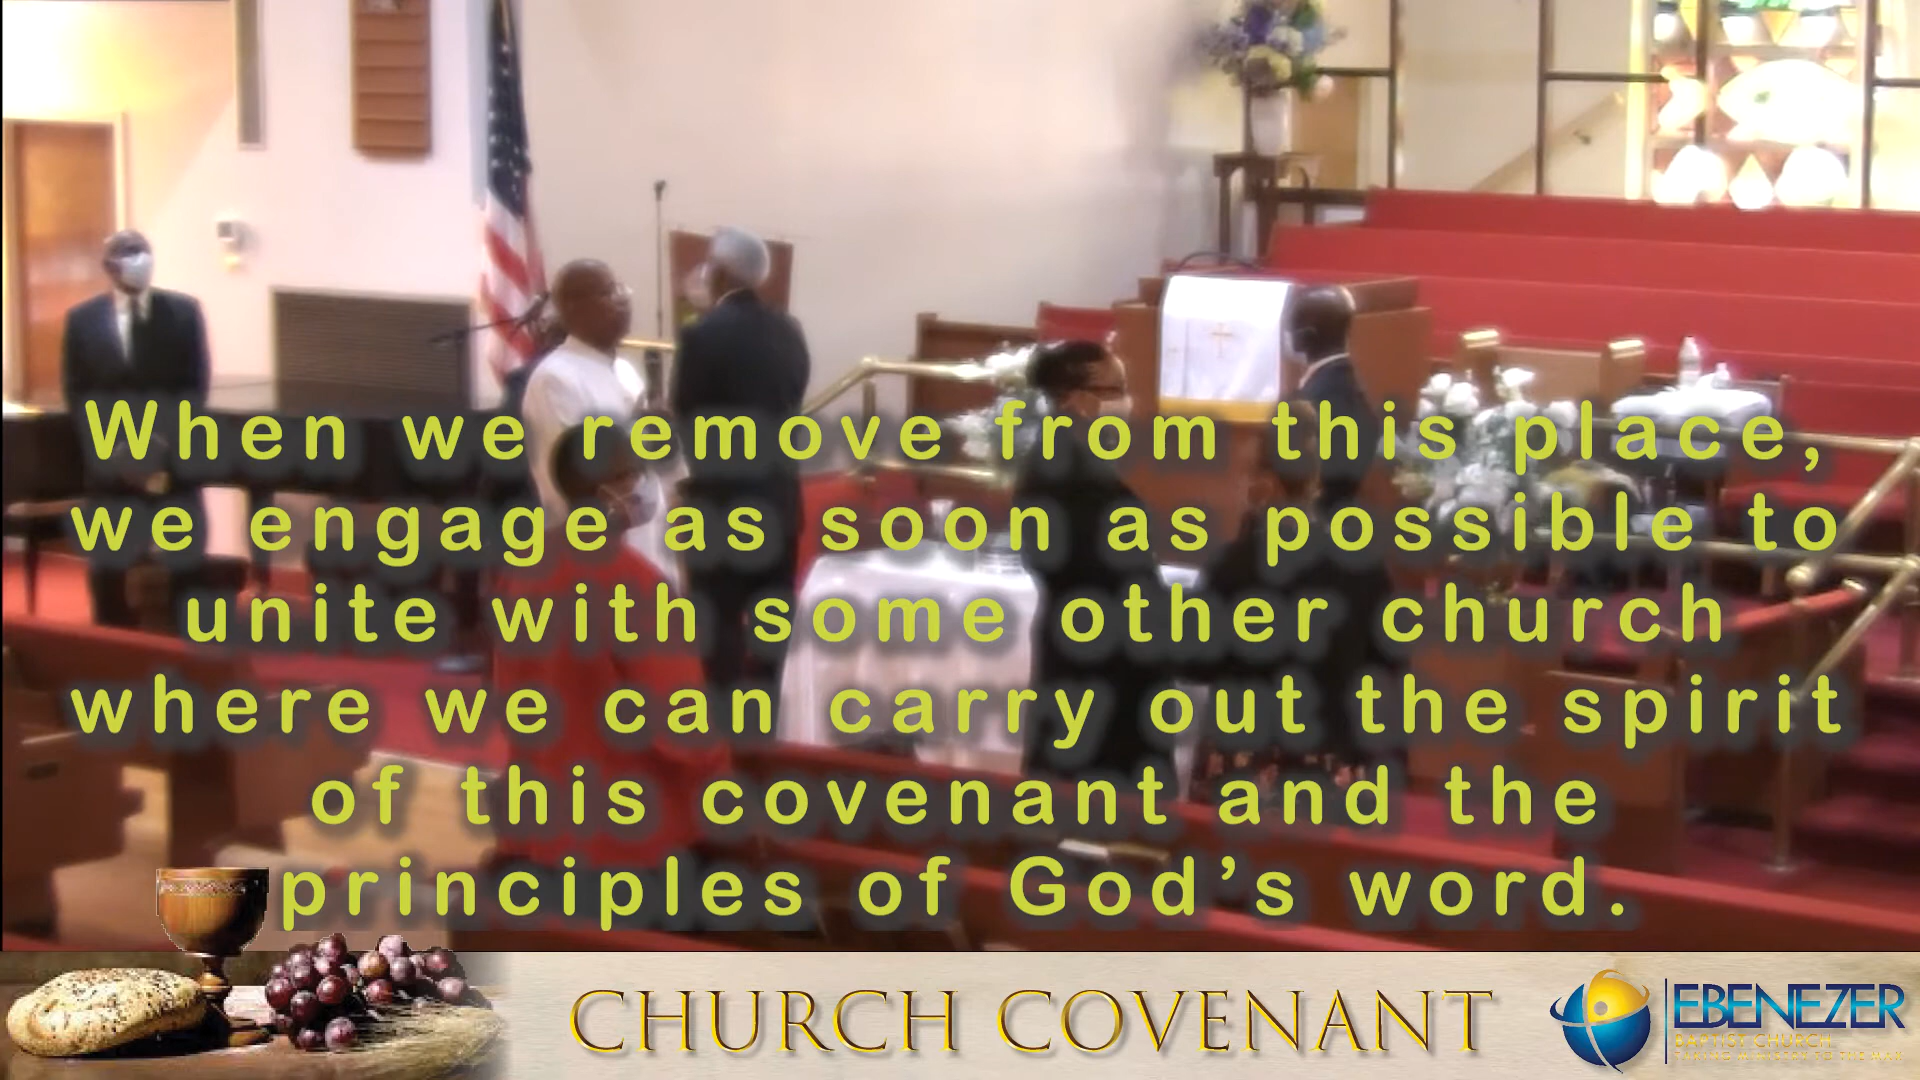 When we remove from this place,
we engage as soon as possible to
unite with some other church
where we can carry out the spirit
of this covenant and the
principles of God’s word.
CHURCH COVENANT
EBENEZER
BAPTIST CHURCH